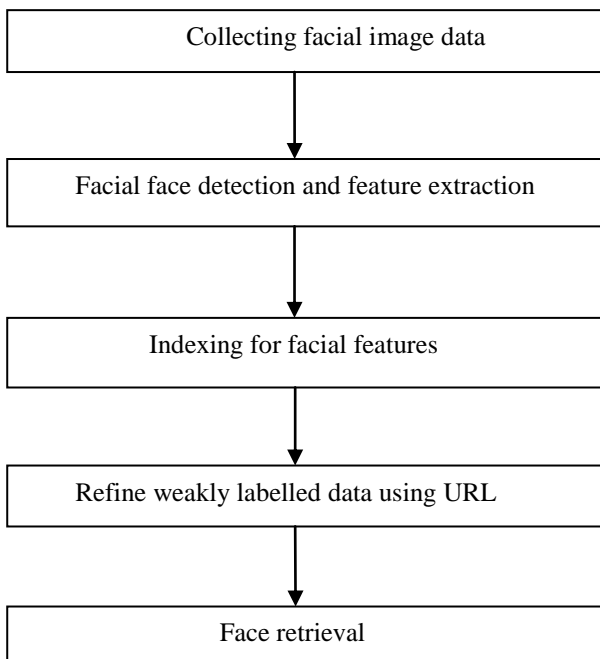 Collecting facial image data
Facial face detection and feature extraction
Indexing for facial features
Refine weakly labelled data using URL
Face retrieval